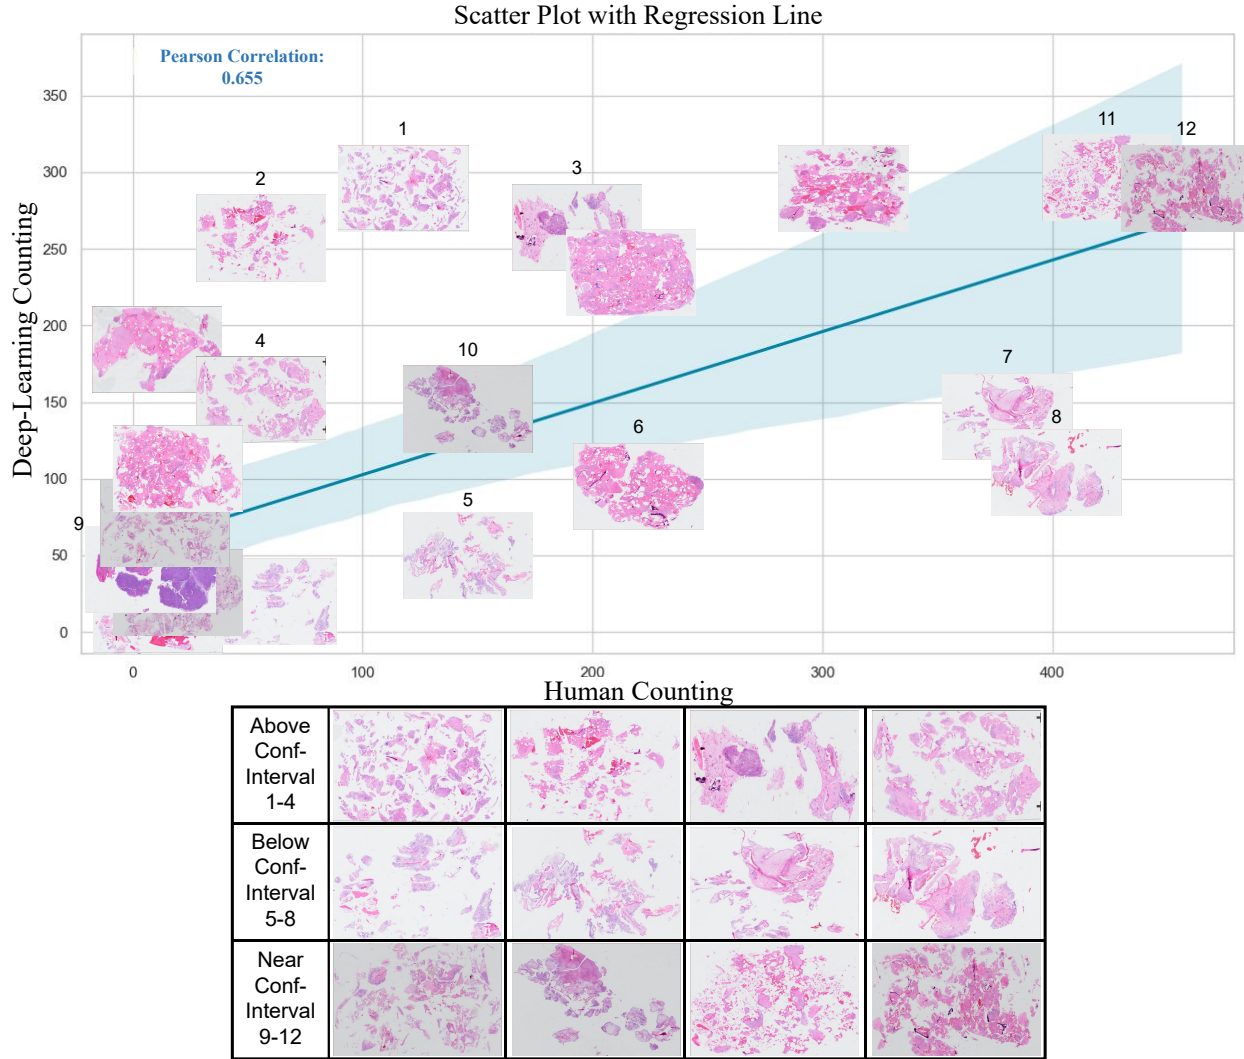 Scatter Plot with Regression Line
Pearson Correlation:
0.655
Deep-Learning Counting
350
300
250
200
150
100
50
0
1
2
3
4
5
6
7
8
9
10
11
12
0
100
200
300
400
Human Counting
Above
Conf-
Interval
1-4
Below
Conf-
Interval
5-8
Near
Conf-
Interval
9-12